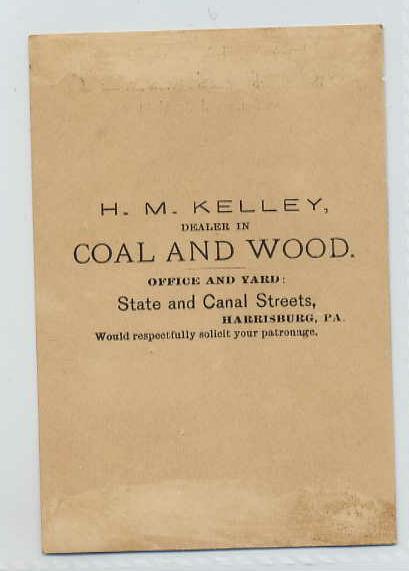 H. M. KELLEY,
DEALER IN
COAL AND WOOD.
OFFICE AND YARD:
State and Canal Streets,
HARRISBURG, PA.
Would respectfully solicit your patronage.